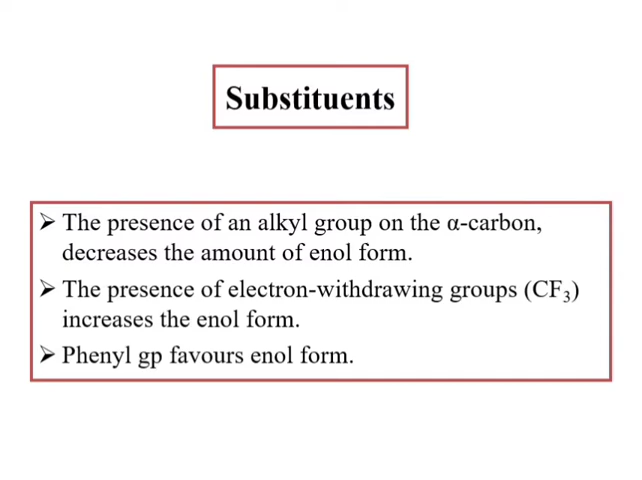 Substituents
➢ The presence of an alkyl group on the α-carbon,
decreases the amount of enol form.
➢ The presence of electron-withdrawing groups (CF₃)
increases the enol form.
➢ Phenyl gp favours enol form.